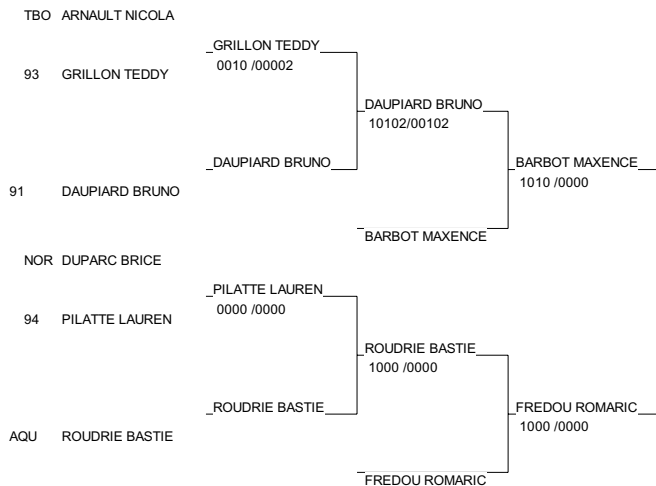 TBO ARNAULT NICOLA
GRILLON TEDDY
0010 /00002
93 GRILLON TEDDY
DAUPIARD BRUNO
10102/00102
DAUPIARD BRUNO
BARBOT MAXENCE
1010 /0000
91 DAUPIARD BRUNO
BARBOT MAXENCE
NOR DUPARC BRICE
PILATTE LAUREN
0000 /0000
94 PILATTE LAUREN
ROUDRIE BASTIE
1000 /0000
ROUDRIE BASTIE
FREDOU ROMARIC
1000 /0000
AQU ROUDRIE BASTIE
FREDOU ROMARIC